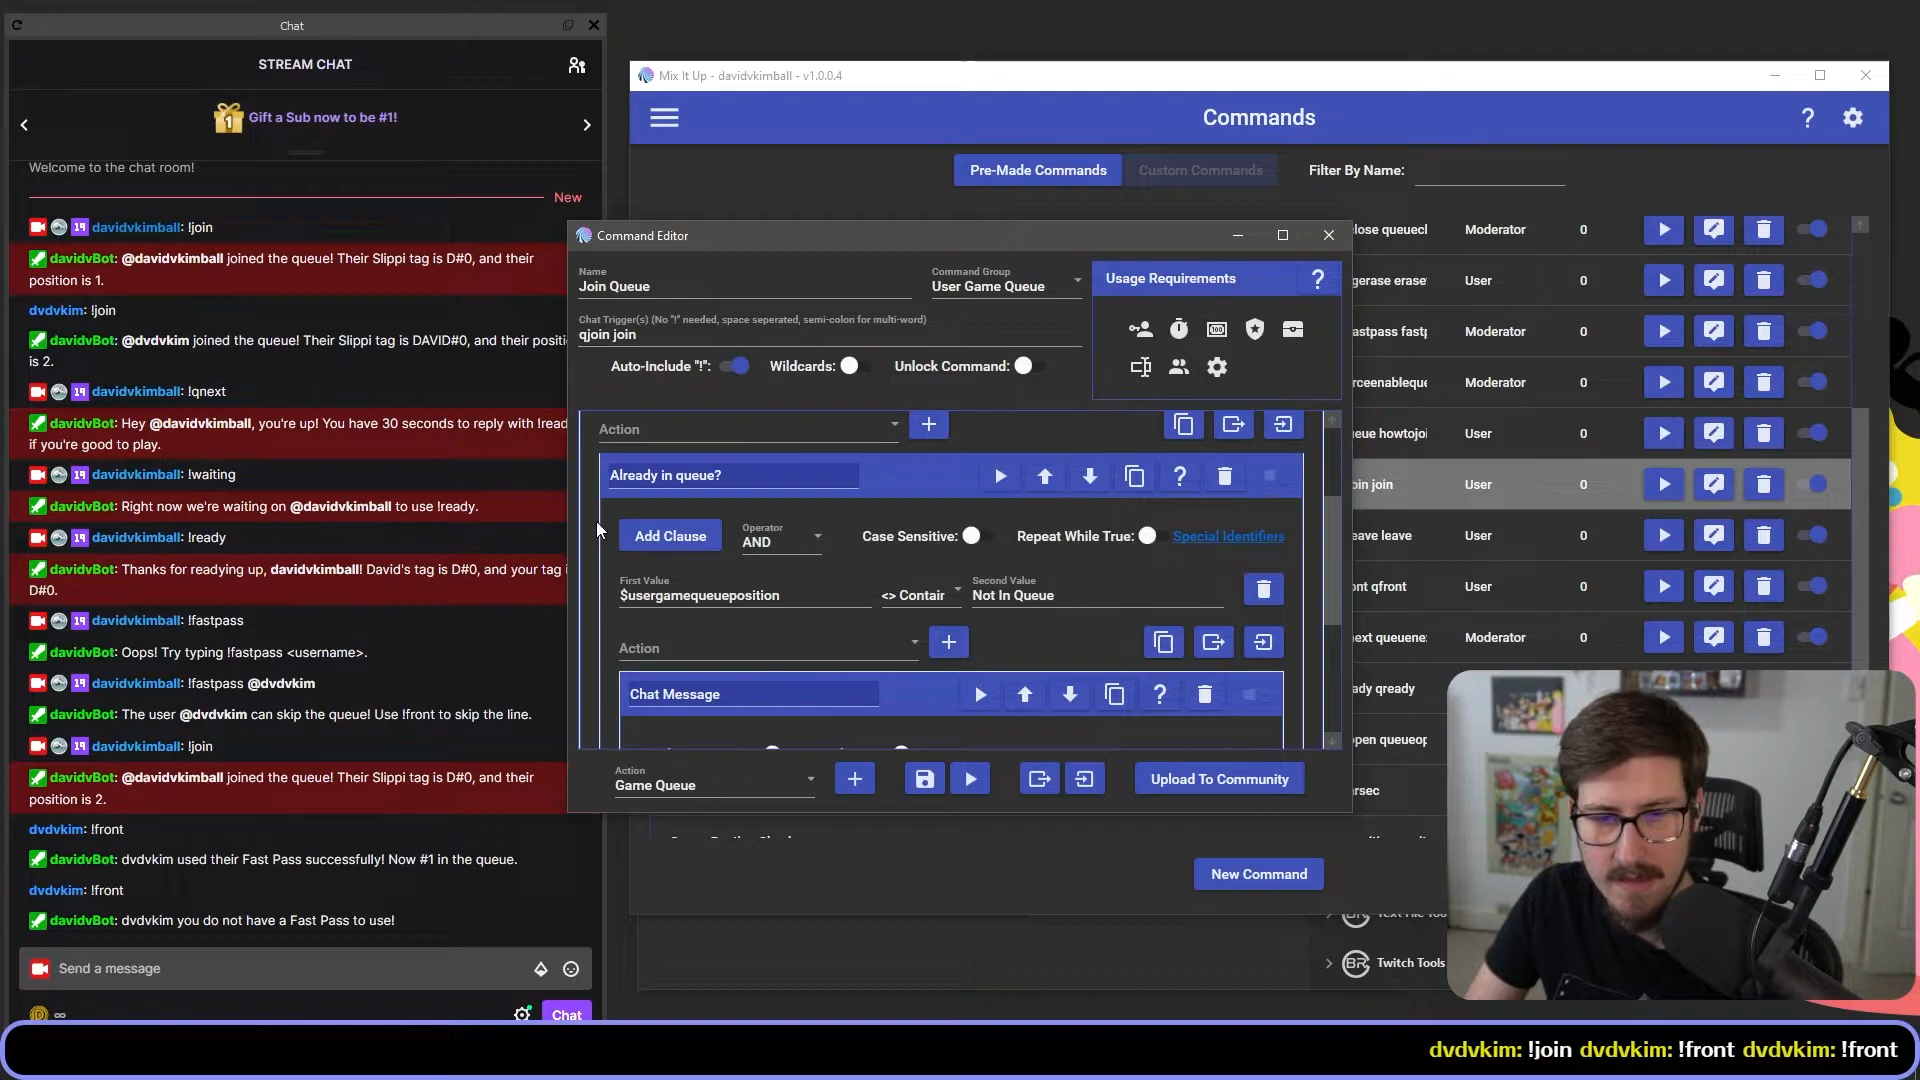 Chat
STREAM CHAT
1 Gift a Sub now to be #1!
Welcome to the chat room!
New
19 davidvkimball: !join
davidvBot: @davidvkimball joined the queue! Their Slippi tag is D#0, and their
position is 1.
dvdvkim: !join
davidvBot: @dvdvkim joined the queue! Their Slippi tag is DAVID#0, and their positi
is 2.
19 davidvkimball: !qnext
davidvBot: Hey @davidvkimball, you're up! You have 30 seconds to reply with !read
if you're good to play.
19 davidvkimball: !waiting
davidvBot: Right now we're waiting on @davidvkimball to use !ready.
19 davidvkimball: !ready
davidvBot: Thanks for readying up, davidvkimball! David's tag is D#0, and your tag i
D#0.
19 davidvkimball: !fastpass
davidvBot: Oops! Try typing !fastpass <username>.
19 davidvkimball: !fastpass @dvdvkim
davidvBot: The user @dvdvkim can skip the queue! Use !front to skip the line.
19 davidvkimball: !join
davidvBot: @davidvkimball joined the queue! Their Slippi tag is D#0, and their
position is 2.
dvdvkim: !front
davidvBot: dvdvkim used their Fast Pass successfully! Now #1 in the queue.
dvdvkim: !front
davidvBot: dvdvkim you do not have a Fast Pass to use!
Send a message
∞
Chat
Mix It Up - davidvkimball - v1.0.0.4
Commands
?
Pre-Made Commands
Custom Commands
Filter By Name:
lose queuecl Moderator 0
gerase erase User 0
astpass fastp Moderator 0
rceenableque Moderator 0
eue howtojoi User 0
oin join User 0
eave leave User 0
ont qfront User 0
ext queuene Moderator 0
ady qready
pen queueop
arsec
New Command
Twitch Tools
Command Editor
Name
Join Queue
Command Group
User Game Queue
Usage Requirements
?
Chat Trigger(s) (No "!" needed, space seperated, semi-colon for multi-word)
qjoin join
Auto-Include "!":
Wildcards:
Unlock Command:
Action
Already in queue?
?
Add Clause
Operator
AND
Case Sensitive:
Repeat While True:
Special Identifiers
First Value
$usergamequeueposition
<> Contair
Second Value
Not In Queue
Action
Chat Message
?
Action
Game Queue
Upload To Community
dvdvkim: !join dvdvkim: !front dvdvkim: !front